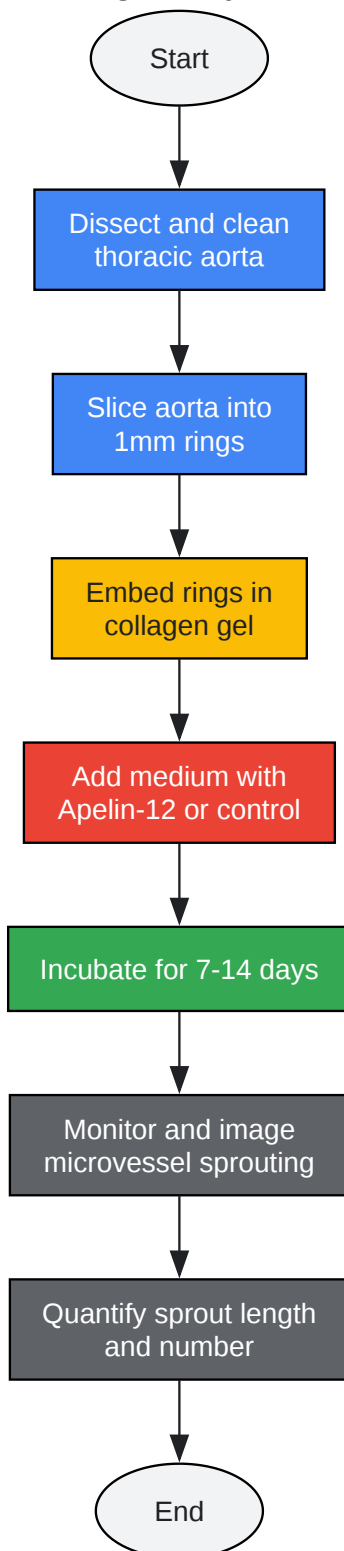 Start
Dissect and clean
thoracic aorta
Slice aorta into
1mm rings
Embed rings in
collagen gel
Add medium with
Apelin-12 or control
Incubate for 7-14 days
Monitor and image
microvessel sprouting
Quantify sprout length
and number
End